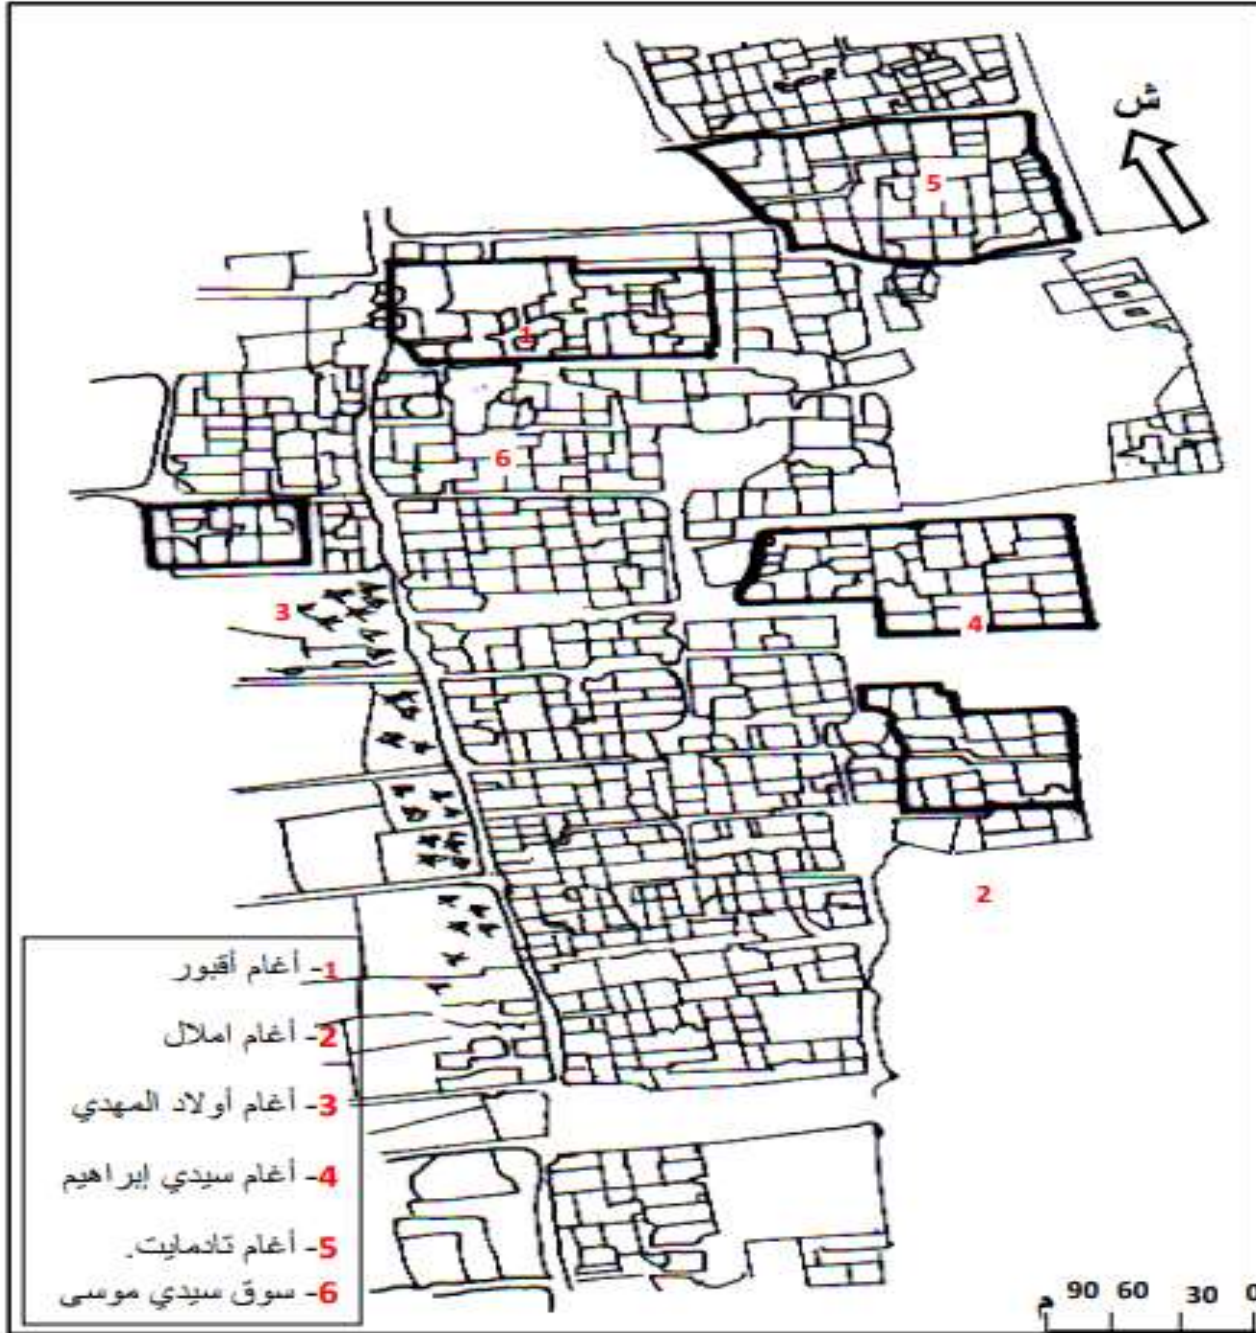 ش
5
1
6
3
4
2
1- أغام أقبور
2- أغام املال
3- أغام أولاد المهدي
4- أغام سيدي إبراهيم
5- أغام تادمايت.
6- سوق سيدي موسى
م 90 60 30 0